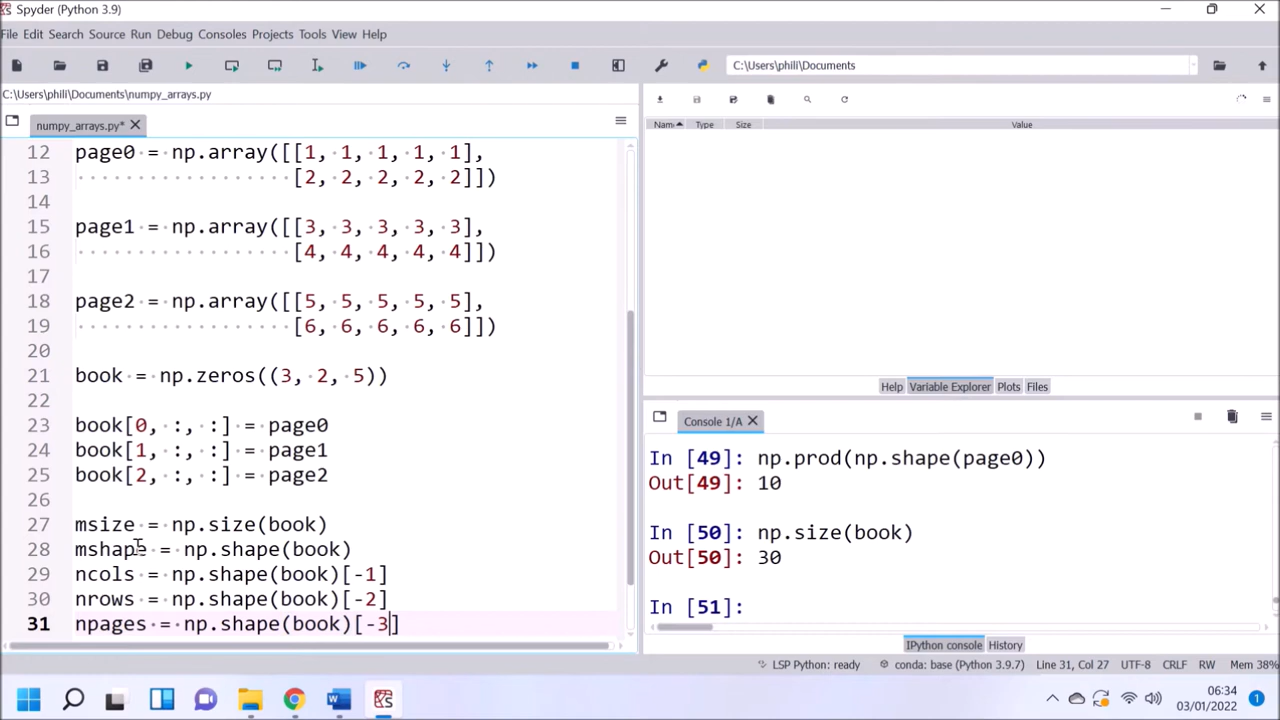 Spyder (Python 3.9)
File Edit Search Source Run Debug Consoles Projects Tools View Help
C:\Users\phili\Documents
C:\Users\phili\Documents\numpy_arrays.py
numpy_arrays.py*
Name Type Size Value
12 page0 = np.array([[1, 1, 1, 1, 1],
13 [2, 2, 2, 2, 2]])
14
15 page1 = np.array([[3, 3, 3, 3, 3],
16 [4, 4, 4, 4, 4]])
17
18 page2 = np.array([[5, 5, 5, 5, 5],
19 [6, 6, 6, 6, 6]])
20
21 book = np.zeros((3, 2, 5))
22
23 book[0, :, :] = page0
24 book[1, :, :] = page1
25 book[2, :, :] = page2
26
27 msize = np.size(book)
28 mshape = np.shape(book)
29 ncols = np.shape(book)[-1]
30 nrows = np.shape(book)[-2]
31 npages = np.shape(book)[-3]
Help Variable Explorer Plots Files
Console 1/A
In [49]: np.prod(np.shape(page0))
Out[49]: 10
In [50]: np.size(book)
Out[50]: 30
In [51]:
IPython console History
LSP Python: ready conda: base (Python 3.9.7) Line 31, Col 27 UTF-8 CRLF RW Mem 38%
06:34
03/01/2022
1